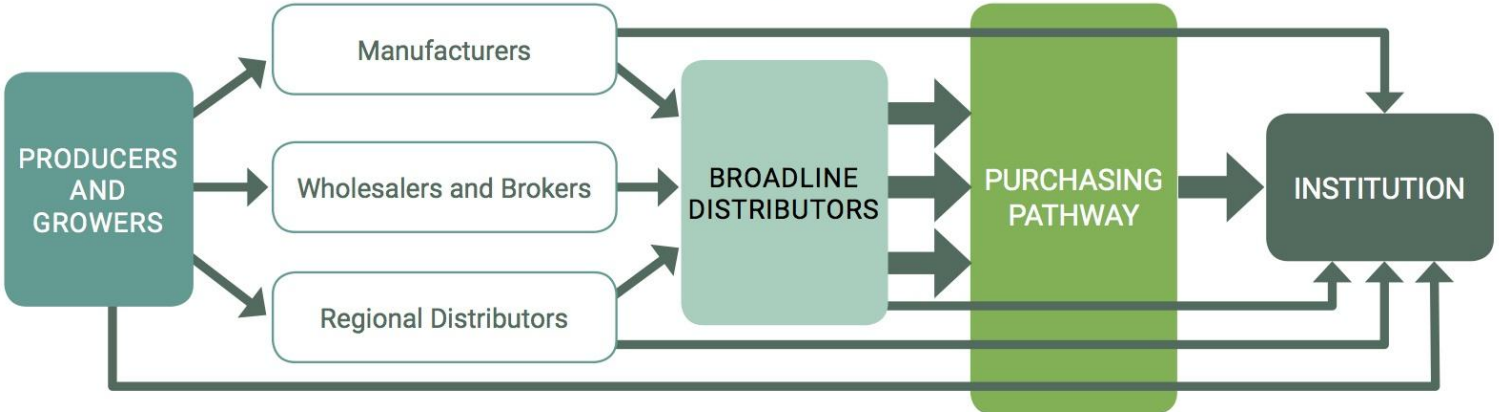 PRODUCERS
AND
GROWERS
Manufacturers
Wholesalers and Brokers
Regional Distributors
BROADLINE
DISTRIBUTORS
PURCHASING
PATHWAY
INSTITUTION